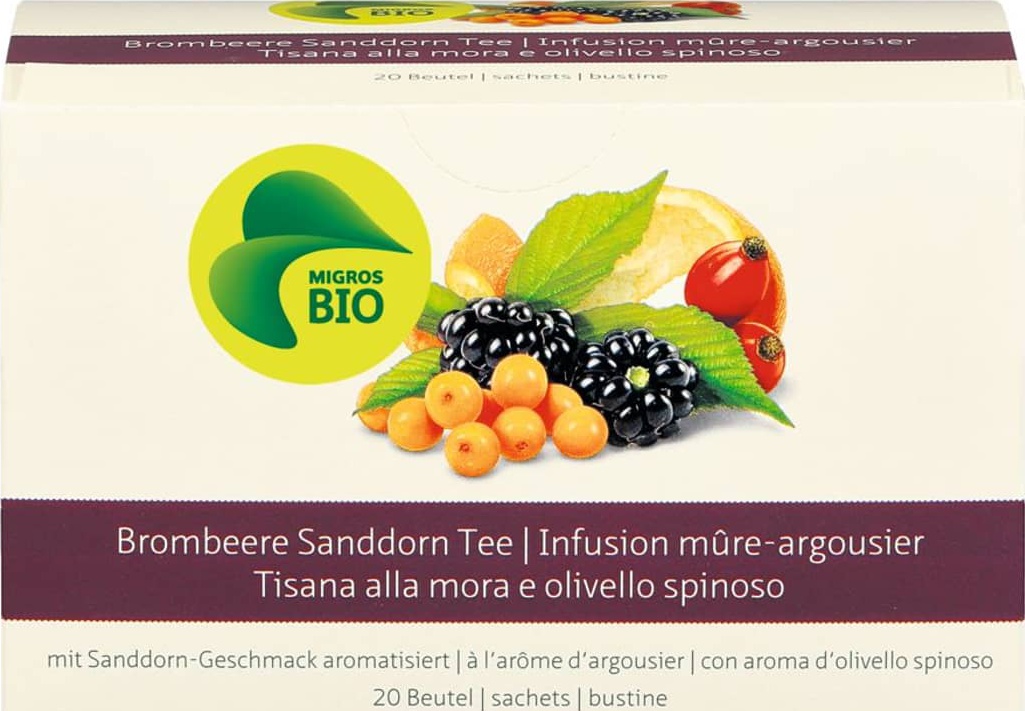 BIO
Brombeere Sanddorn Tee | Infusion mûre-argousier
Tisana alla mora e olivello spinoso
20 Beutel | sachets | bustine
MIGROS
BIO
Brombeere Sanddorn Tee | Infusion mûre-argousier
Tisana alla mora e olivello spinoso
mit Sanddorn-Geschmack aromatisiert | à l'arôme d'argousier | con aroma d'olivello spinoso
20 Beutel | sachets | bustine